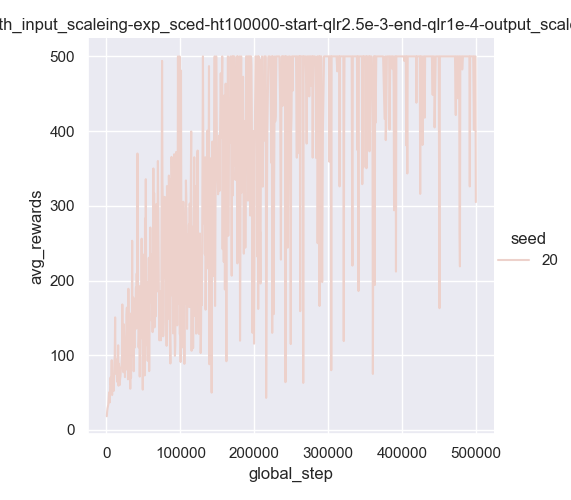 th_input_scaleing-exp_sced-ht100000-start-qlr2.5e-3-end-qlr1e-4-output_scale
500
400
300
200
100
0
avg_rewards
seed
20
0 100000 200000 300000 400000 500000
global_step